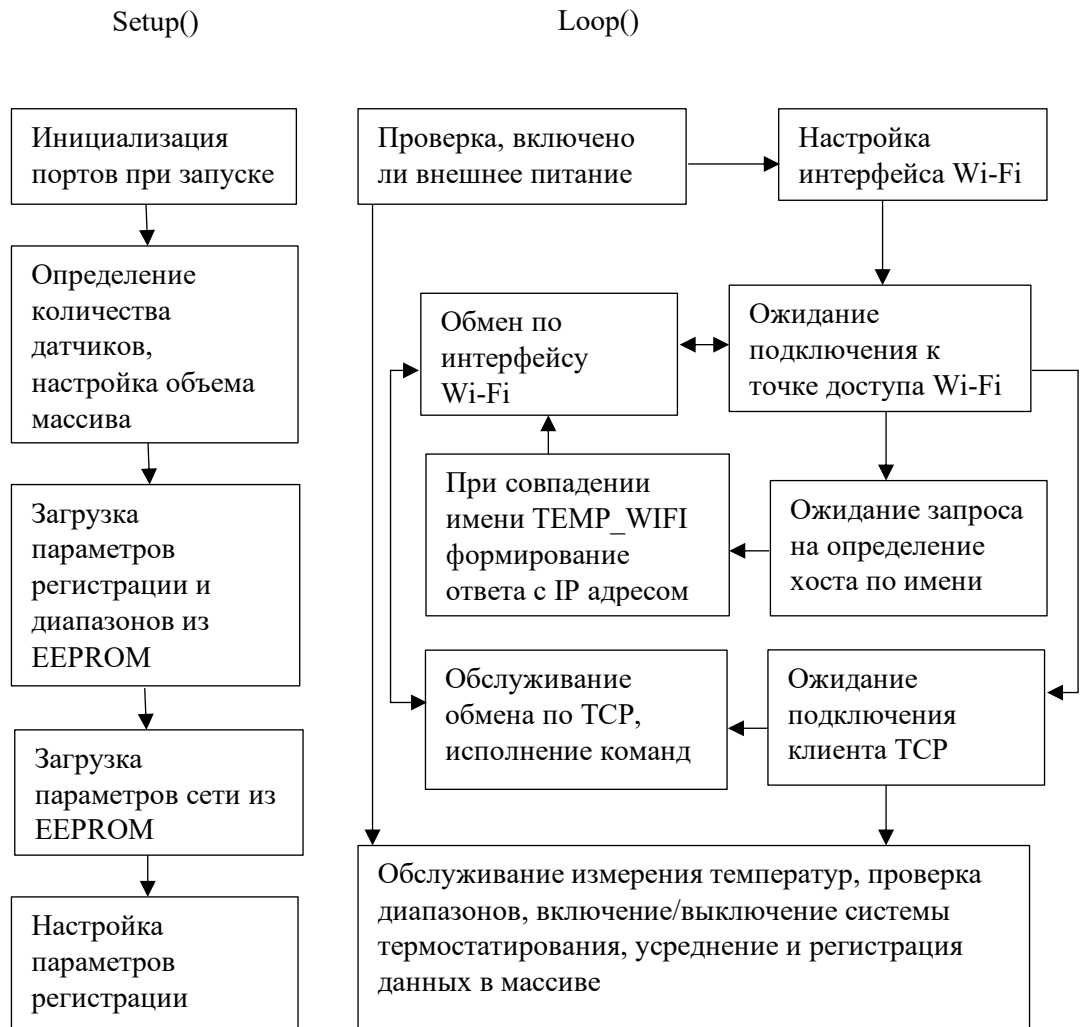 Setup()
Инициализация
портов при запуске
Определение
количества
датчиков,
настройка объема
массива
Загрузка
параметров
регистрации и
диапазонов из
EEPROM
Загрузка
параметров сети из
EEPROM
Настройка
параметров
регистрации
Loop()
Проверка, включено
ли внешнее питание
Настройка
интерфейса Wi-Fi
Обмен по
интерфейсу
Wi-Fi
Ожидание
подключения к
точке доступа Wi-Fi
При совпадении
имени TEMP_WIFI
формирование
ответа с IP адресом
Ожидание запроса
на определение
хоста по имени
Обслуживание
обмена по TCP,
исполнение команд
Ожидание
подключения
клиента TCP
Обслуживание измерения температур, проверка
диапазонов, включение/выключение системы
термостатирования, усреднение и регистрация
данных в массиве